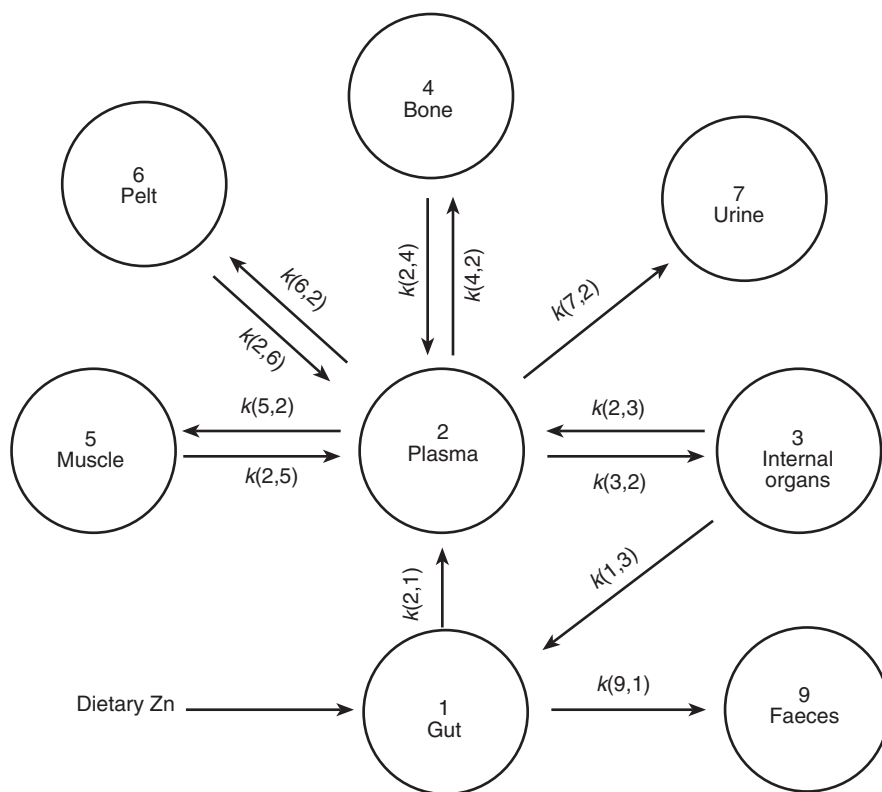 4
Bone
6
Pelt
7
Urine
k(6,2)
k(2,6)
k(2,4)
k(4,2)
k(7,2)
5
Muscle
k(5,2)
k(2,5)
2
Plasma
k(2,3)
k(3,2)
3
Internal
organs
k(2,1)
k(1,3)
Dietary Zn
1
Gut
k(9,1)
9
Faeces